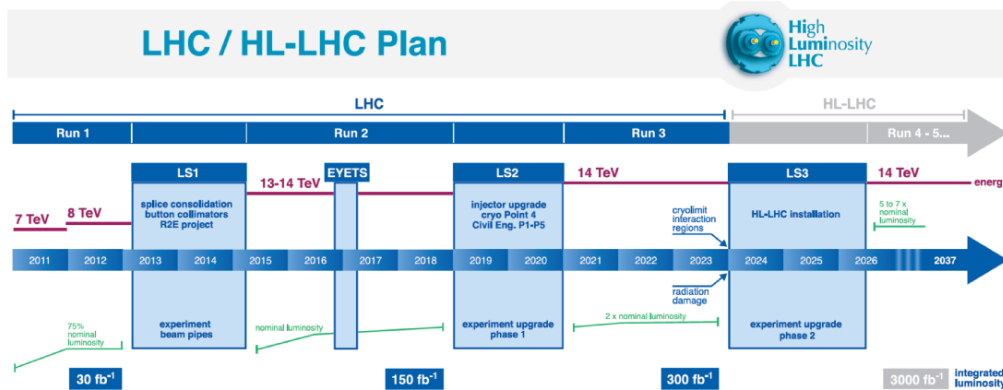 LHC / HL-LHC Plan
High
Luminosity
LHC
LHC
HL-LHC
Run 1
Run 2
Run 3
Run 4 - 5...
LS1
EYETS
LS2
LS3
7 TeV
8 TeV
13-14 TeV
14 TeV
14 TeV
energy
splice consolidation
button collimators
R2E project
injector upgrade
cryo Point 4
Civil Eng. P1-P5
cryolimit
interaction
regions
HL-LHC installation
5 to 7 x
nominal
luminosity
2011
2012
2013
2014
2015
2016
2017
2018
2019
2020
2021
2022
2023
2024
2025
2026
2037
radiation
damage
75%
nominal
luminosity
experiment
beam pipes
nominal luminosity
experiment upgrade
phase 1
2 x nominal luminosity
experiment upgrade
phase 2
30 fb⁻¹
150 fb⁻¹
300 fb⁻¹
3000 fb⁻¹
integrated
luminosity